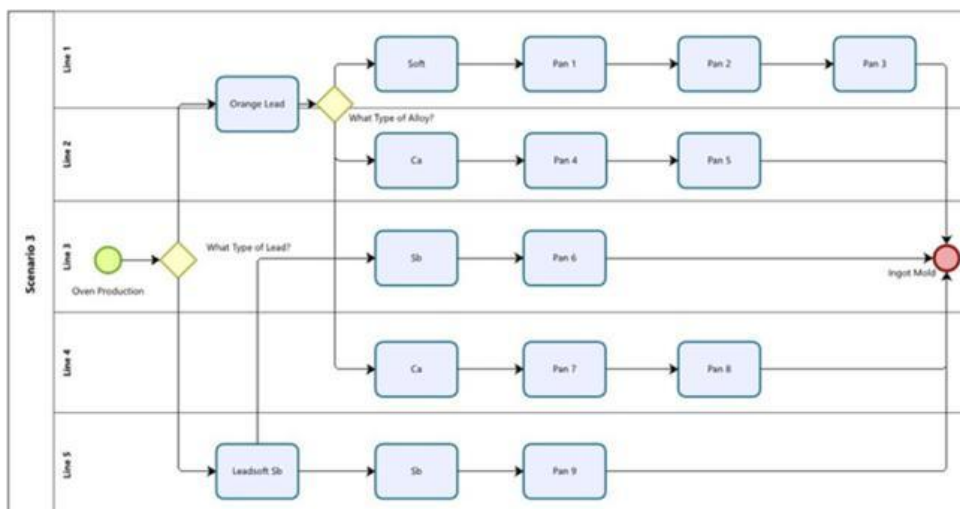 Scenario 3
Line 1
Soft
Pan 1
Pan 2
Pan 3
Orange Lead
What Type of Alloy?
Line 2
Ca
Pan 4
Pan 5
Line 3
What Type of Lead?
Oven Production
Sb
Pan 6
Ingot Mold
Line 4
Ca
Pan 7
Pan 8
Line 5
Leadsoft Sb
Sb
Pan 9